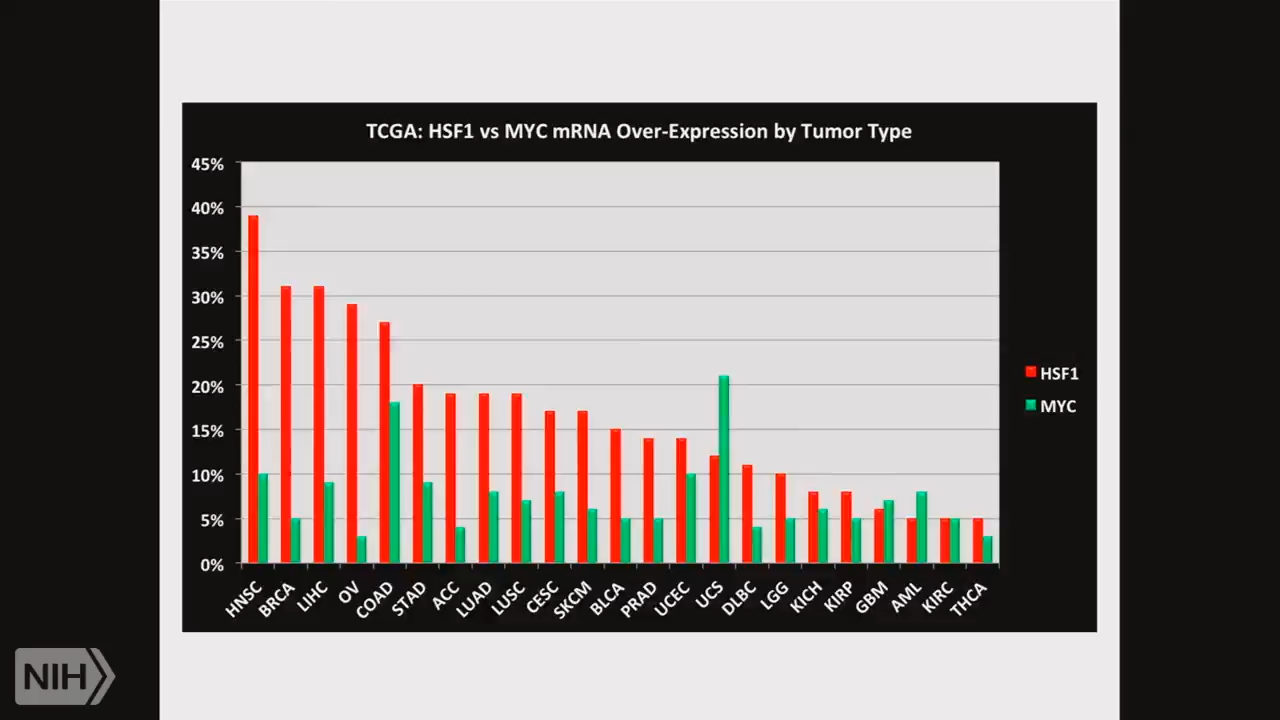 TCGA: HSF1 vs MYC mRNA Over-Expression by Tumor Type
45%
40%
35%
30%
25%
20%
15%
10%
5%
0%
HNSC BRCA LIHC OV COAD STAD ACC LUAD LUSC CESC SKCM BLCA PRAD UCEC UCS DLBC LGG KICH KIRP GBM AML KIRC THCA
HSF1
MYC
NIH